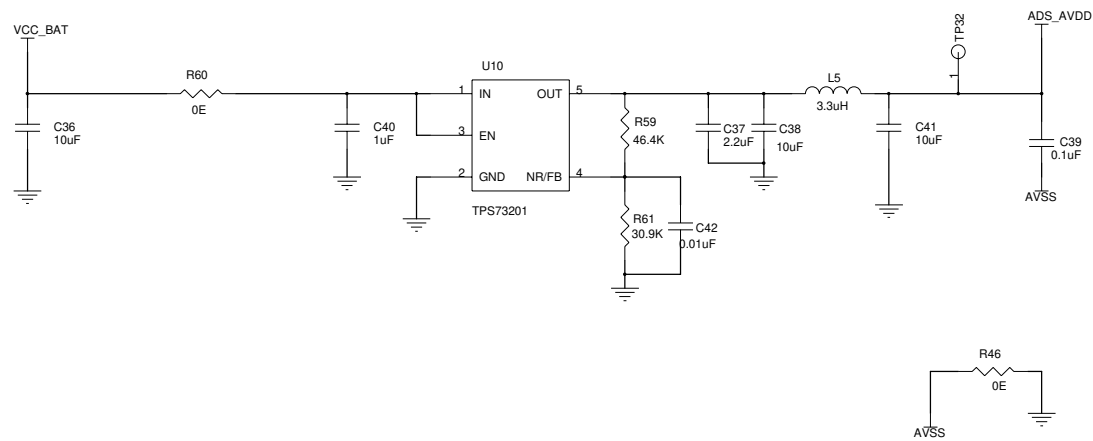 VCC_BAT
C36
10uF
R60
0E
C40
1uF
U10
1
IN
3
EN
2
GND
OUT
5
NR/FB
4
TPS73201
R59
46.4K
R61
30.9K
C42
0.01uF
C37
2.2uF
C38
10uF
L5
3.3uH
C41
10uF
TP32
1
ADS_AVDD
C39
0.1uF
AVSS
R46
0E
AVSS